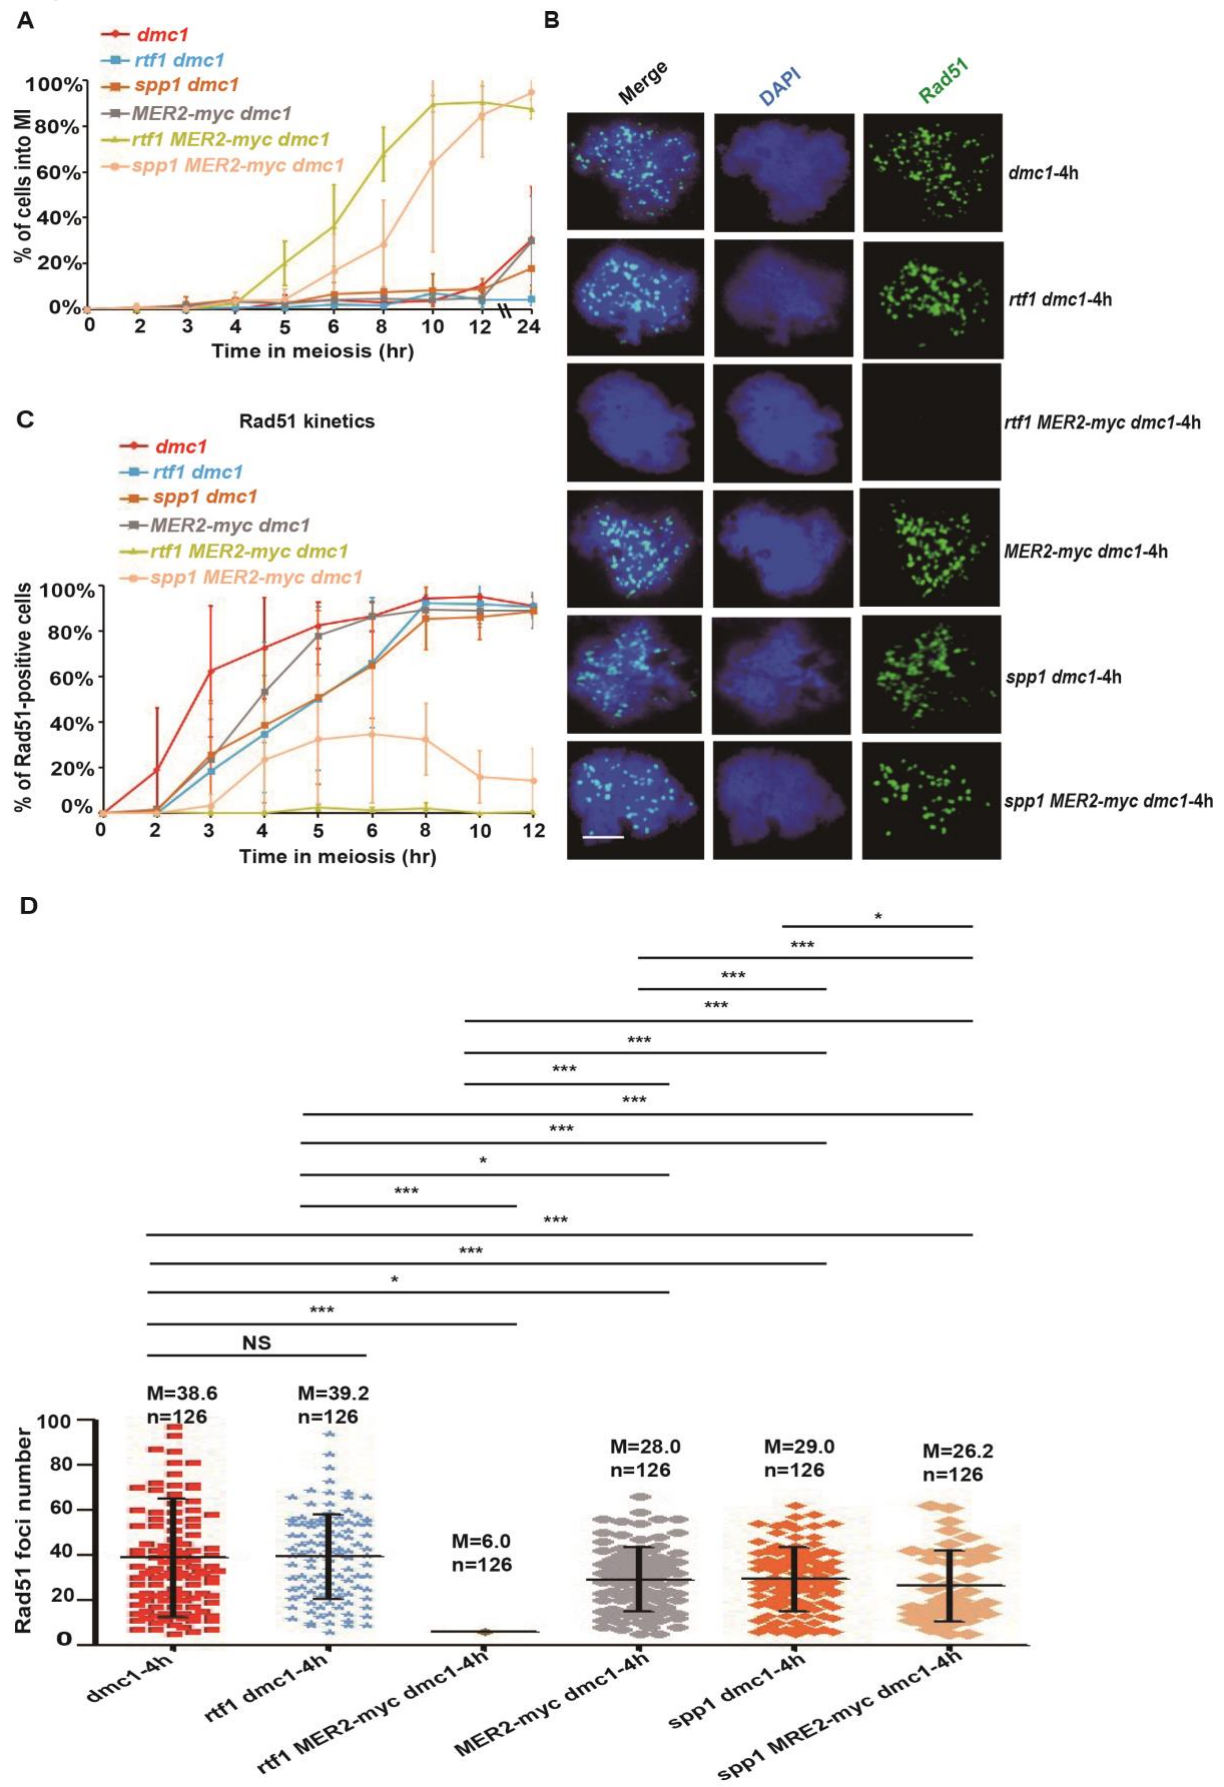 A
dmc1
rtf1 dmc1
spp1 dmc1
MER2-myc dmc1
rtf1 MER2-myc dmc1
spp1 MER2-myc dmc1
% of cells into MI
100%
80%
60%
40%
20%
0%
0 2 3 4 5 6 8 10 12 24
Time in meiosis (hr)
B
Merge
DAPI
Rad51
dmc1-4h
rtf1 dmc1-4h
rtf1 MER2-myc dmc1-4h
MER2-myc dmc1-4h
spp1 dmc1-4h
spp1 MER2-myc dmc1-4h
C
Rad51 kinetics
dmc1
rtf1 dmc1
spp1 dmc1
MER2-myc dmc1
rtf1 MER2-myc dmc1
spp1 MER2-myc dmc1
% of Rad51-positive cells
100%
80%
60%
40%
20%
0%
0 2 3 4 5 6 8 10 12
Time in meiosis (hr)
D
*
***
***
***
***
***
***
***
*
***
***
***
*
***
NS
M=38.6
n=126
M=39.2
n=126
M=6.0
n=126
M=28.0
n=126
M=29.0
n=126
M=26.2
n=126
Rad51 foci number
100
80
60
40
20
0
dmc1-4h
rtf1 dmc1-4h
rtf1 MER2-myc dmc1-4h
MER2-myc dmc1-4h
spp1 dmc1-4h
spp1 MRE2-myc dmc1-4h